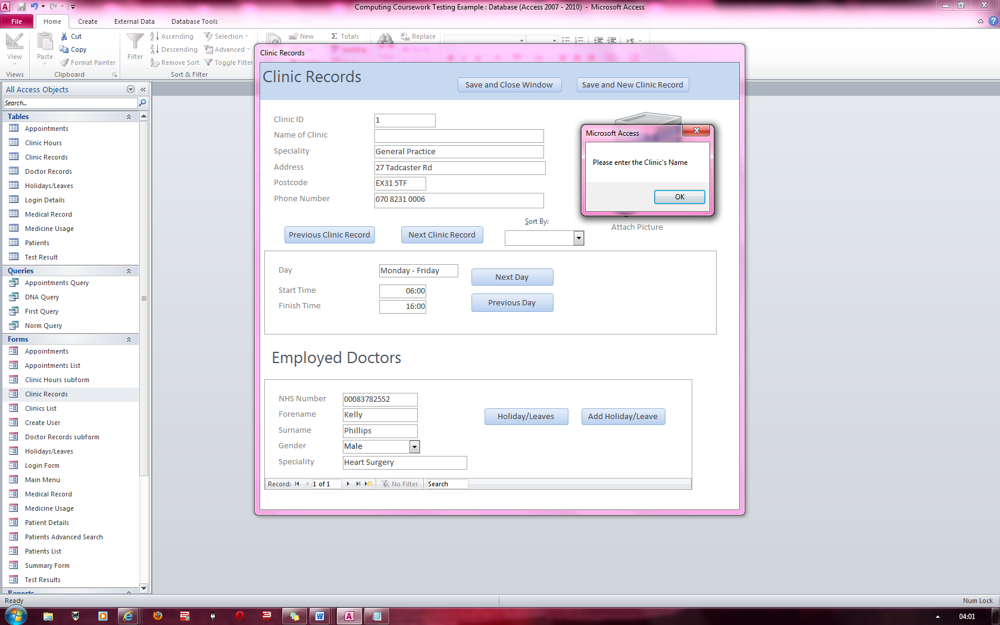 Computing Coursework Testing Example : Database (Access 2007 - 2010) - Microsoft Access
File Home Create External Data Database Tools
View
Views
Paste
Cut
Copy
Format Painter
Clipboard
Filter
Ascending
Descending
Remove Sort
Selection
Advanced
Toggle Filter
Sort & Filter
New
Totals
Replace
All Access Objects
Search...
Tables
Appointments
Clinic Hours
Clinic Records
Doctor Records
Holidays/Leaves
Login Details
Medical Record
Medicine Usage
Patients
Test Result
Queries
Appointments Query
DNA Query
First Query
Norm Query
Forms
Appointments
Appointments List
Clinic Hours subform
Clinic Records
Clinics List
Create User
Doctor Records subform
Holidays/Leaves
Login Form
Main Menu
Medical Record
Medicine Usage
Patient Details
Patients Advanced Search
Patients List
Summary Form
Test Results
Reports
Clinic Records
Clinic Records
Save and Close Window
Save and New Clinic Record
Clinic ID 1
Name of Clinic
Speciality General Practice
Address 27 Tadcaster Rd
Postcode EX31 5TF
Phone Number 070 8231 0006
Microsoft Access
Please enter the Clinic's Name
OK
Previous Clinic Record
Next Clinic Record
Sort By:
Attach Picture
Day Monday - Friday
Start Time 06:00
Finish Time 16:00
Next Day
Previous Day
Employed Doctors
NHS Number 00083782552
Forename Kelly
Surname Phillips
Gender Male
Speciality Heart Surgery
Holiday/Leaves
Add Holiday/Leave
Record: 1 of 1 No Filter Search
Ready
Num Lock
04:01